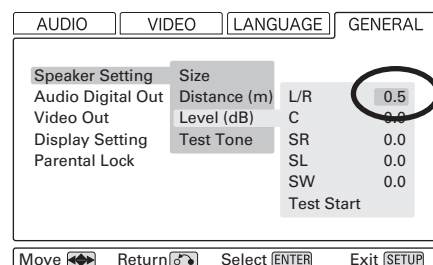 AUDIO VIDEO LANGUAGE GENERAL
Speaker Setting Size
Audio Digital Out Distance (m) L/R 0.5
Video Out Level (dB) C 0.0
Display Setting Test Tone SR 0.0
Parental Lock SL 0.0
SW 0.0
Test Start
Move Return Select ENTER Exit SETUP